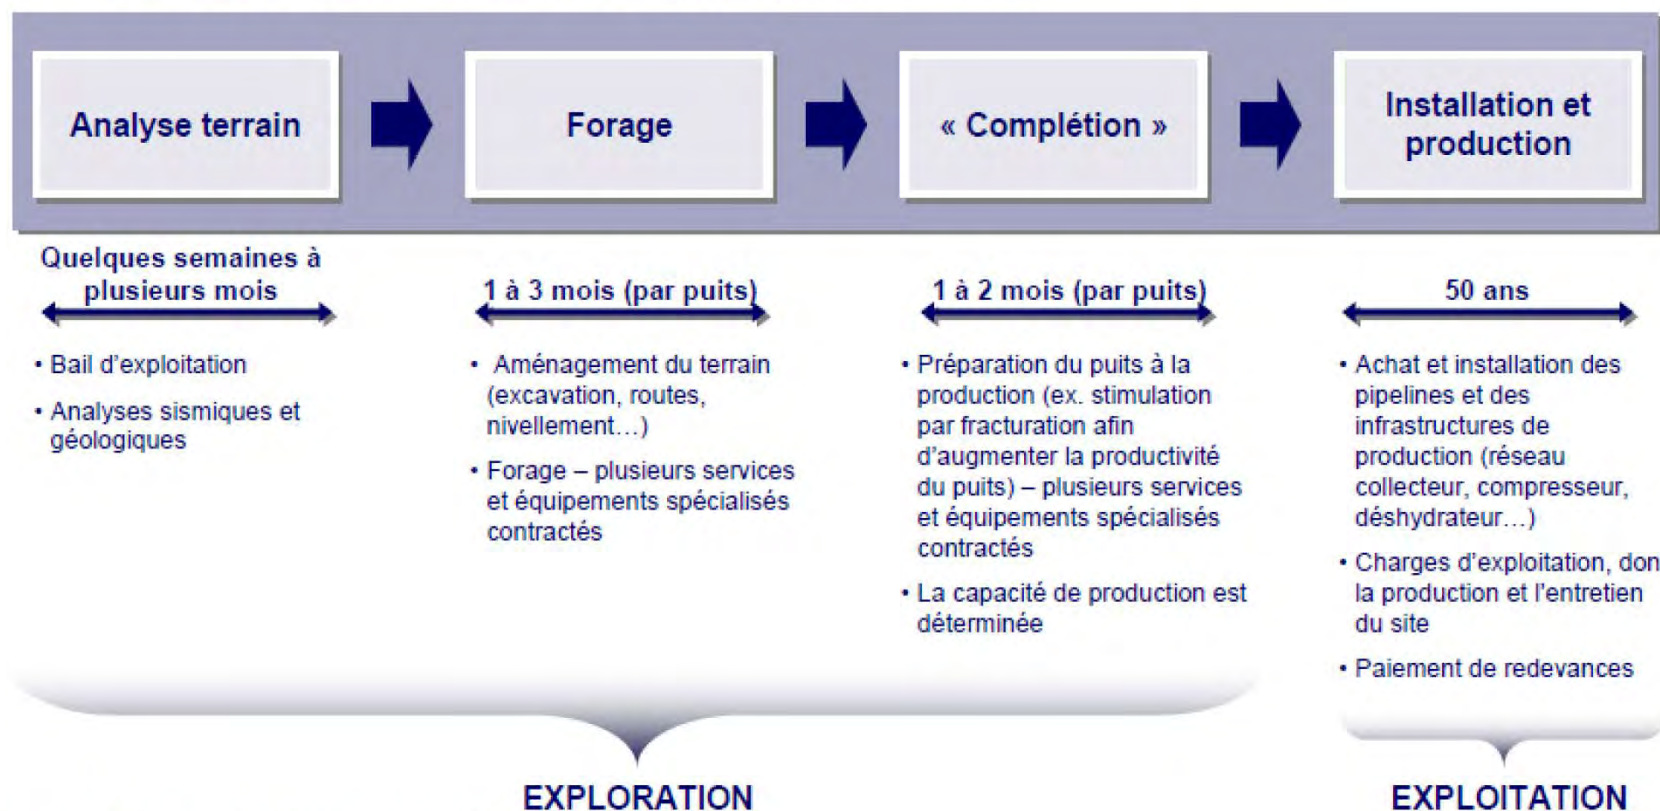 Analyse terrain
Forage
« Complétion »
Installation et
production
Quelques semaines à
plusieurs mois
• Bail d'exploitation
• Analyses sismiques et
géologiques
1 à 3 mois (par puits)
• Aménagement du terrain
(excavation, routes,
nivellement…)
• Forage – plusieurs services
et équipements spécialisés
contractés
1 à 2 mois (par puits)
• Préparation du puits à la
production (ex. stimulation
par fracturation afin
d'augmenter la productivité
du puits) – plusieurs services
et équipements spécialisés
contractés
• La capacité de production est
déterminée
50 ans
• Achat et installation des
pipelines et des
infrastructures de
production (réseau
collecteur, compresseur,
déshydrateur…)
• Charges d'exploitation, don
la production et l'entretien
du site
• Paiement de redevances
EXPLORATION
EXPLOITATION